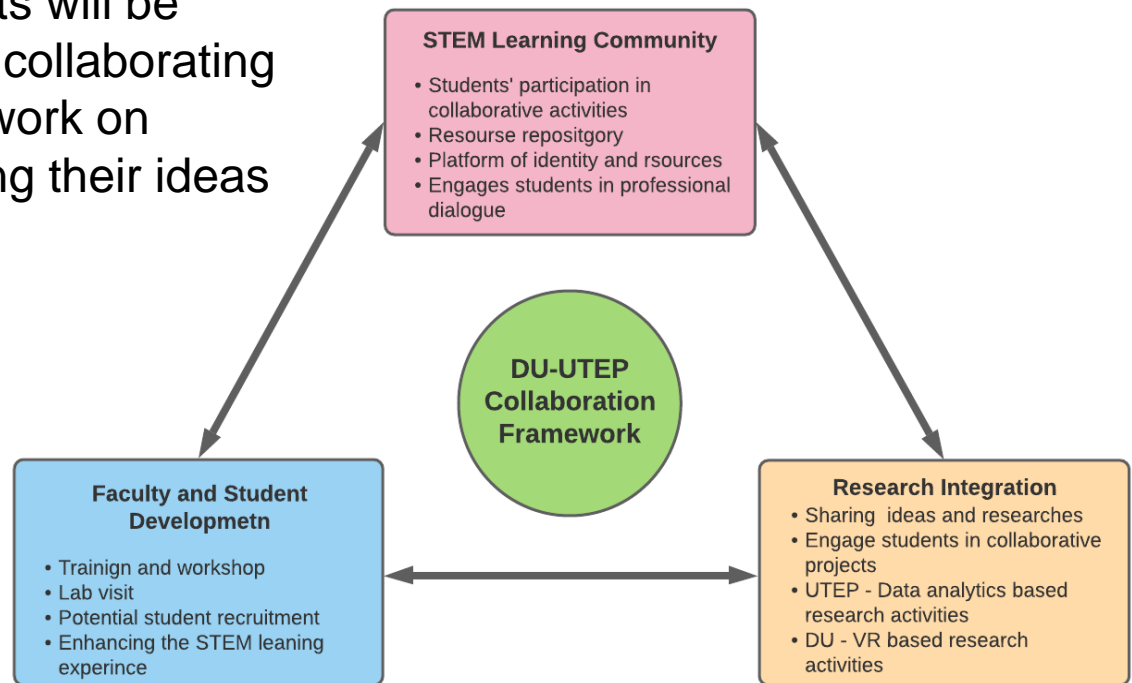 ts will be
collaborating
work on
ng their ideas
STEM Learning Community
• Students' participation in
collaborative activities
• Resourse repositgory
• Platform of identity and rsources
• Engages students in professional
dialogue
DU-UTEP
Collaboration
Framework
Faculty and Student
Developmetn
• Trainign and workshop
• Lab visit
• Potential student recruitment
• Enhancing the STEM leaning
experince
Research Integration
• Sharing ideas and researches
• Engage students in collaborative
projects
• UTEP - Data analytics based
research activities
• DU - VR based research
activities